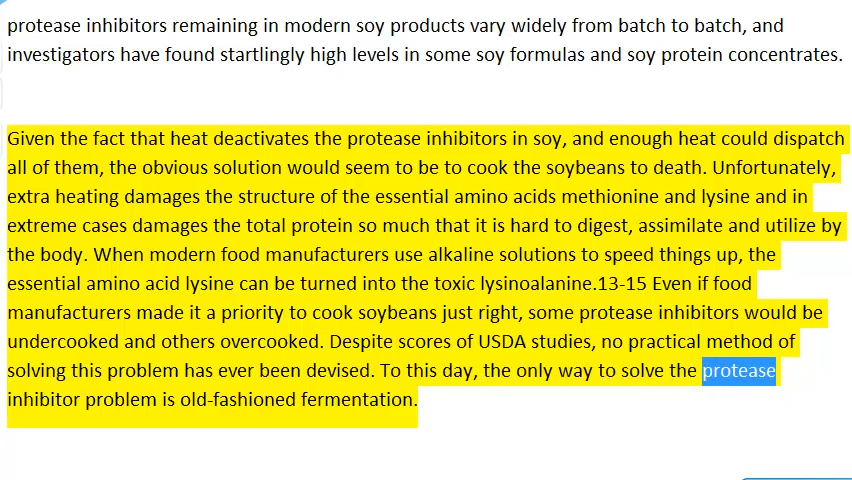 protease inhibitors remaining in modern soy products vary widely from batch to batch, and
investigators have found startlingly high levels in some soy formulas and soy protein concentrates.
Given the fact that heat deactivates the protease inhibitors in soy, and enough heat could dispatch
all of them, the obvious solution would seem to be to cook the soybeans to death. Unfortunately,
extra heating damages the structure of the essential amino acids methionine and lysine and in
extreme cases damages the total protein so much that it is hard to digest, assimilate and utilize by
the body. When modern food manufacturers use alkaline solutions to speed things up, the
essential amino acid lysine can be turned into the toxic lysinoalanine.13-15 Even if food
manufacturers made it a priority to cook soybeans just right, some protease inhibitors would be
undercooked and others overcooked. Despite scores of USDA studies, no practical method of
solving this problem has ever been devised. To this day, the only way to solve the protease
inhibitor problem is old-fashioned fermentation.